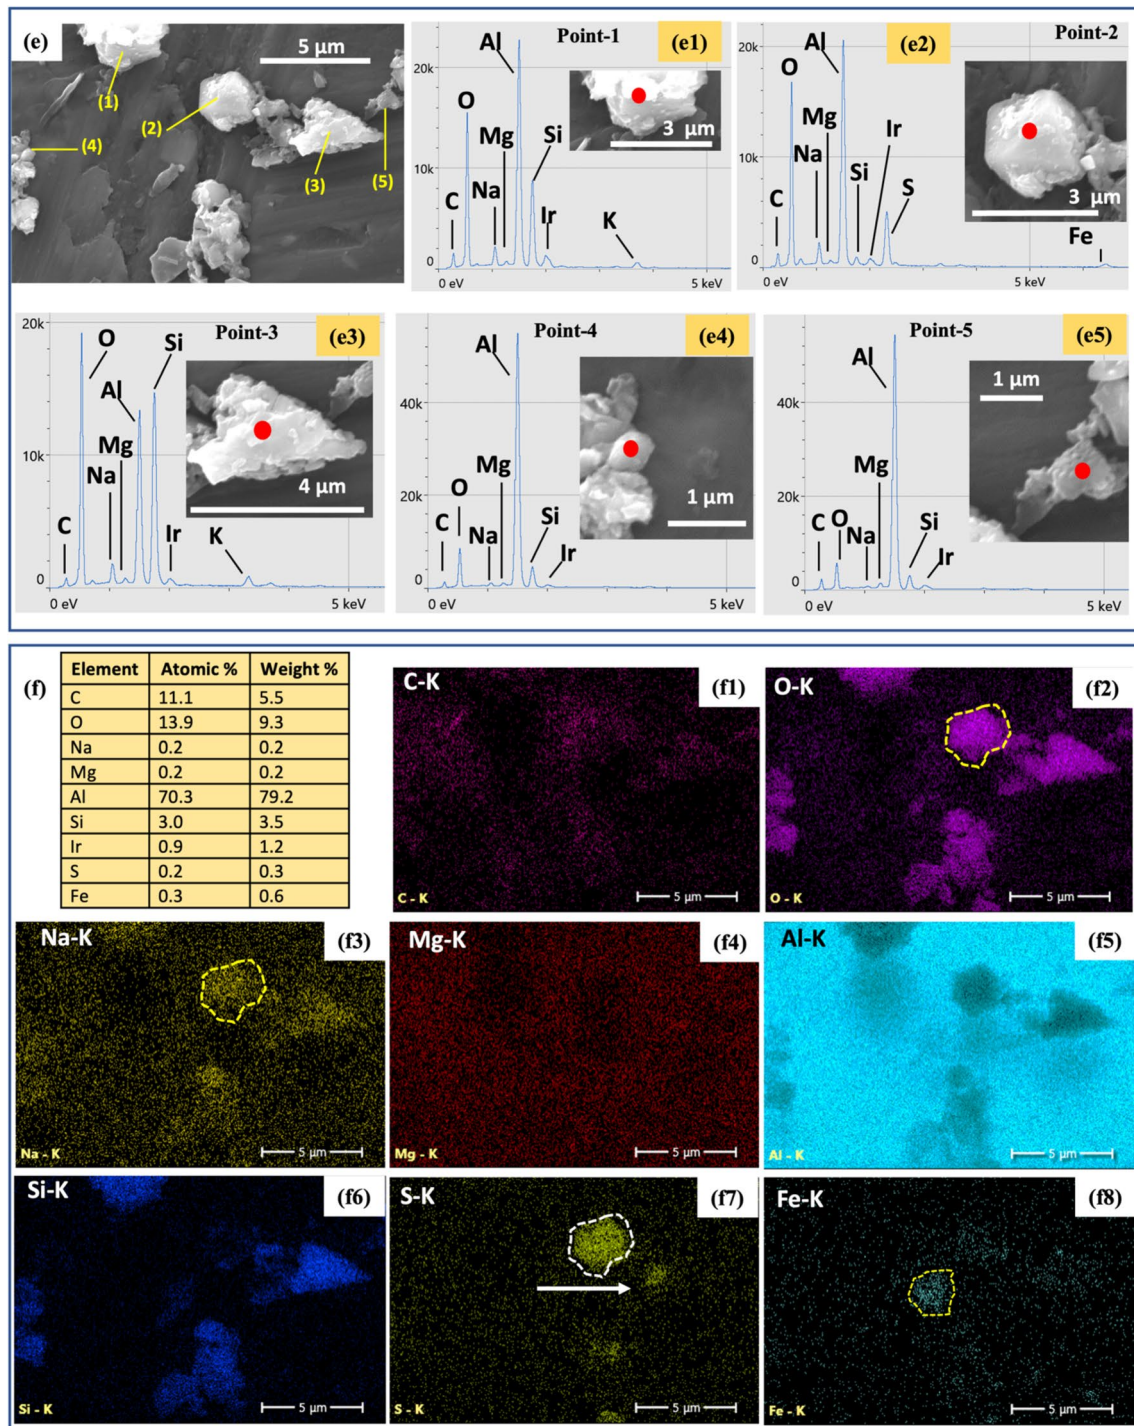 (e)
5 μm
(1)
(2)
(3)
(4)
(5)
Point-1
(e1)
20k
10k
0
Al
O
Mg
Si
Na
C
Ir
K
3 μm
0 eV
5 keV
Point-2
(e2)
20k
10k
0
Al
O
Mg
Ir
Na
Si
S
C
Fe
3 μm
0 eV
5 keV
Point-3
(e3)
20k
10k
0
O
Si
Al
Mg
Na
C
Ir
K
4 μm
0 eV
5 keV
Point-4
(e4)
40k
20k
0
Al
Mg
O
C
Na
Si
Ir
1 μm
0 eV
5 keV
Point-5
(e5)
40k
20k
0
Al
Mg
C
O
Na
Si
Ir
1 μm
0 eV
5 keV
(f)
Element Atomic % Weight %
C 11.1 5.5
O 13.9 9.3
Na 0.2 0.2
Mg 0.2 0.2
Al 70.3 79.2
Si 3.0 3.5
Ir 0.9 1.2
S 0.2 0.3
Fe 0.3 0.6
C-K
(f1)
C - K
5 μm
O-K
(f2)
O - K
5 μm
Na-K
(f3)
Na - K
5 μm
Mg-K
(f4)
Mg - K
5 μm
Al-K
(f5)
Al - K
5 μm
Si-K
(f6)
Si - K
5 μm
S-K
(f7)
S - K
5 μm
Fe-K
(f8)
Fe - K
5 μm